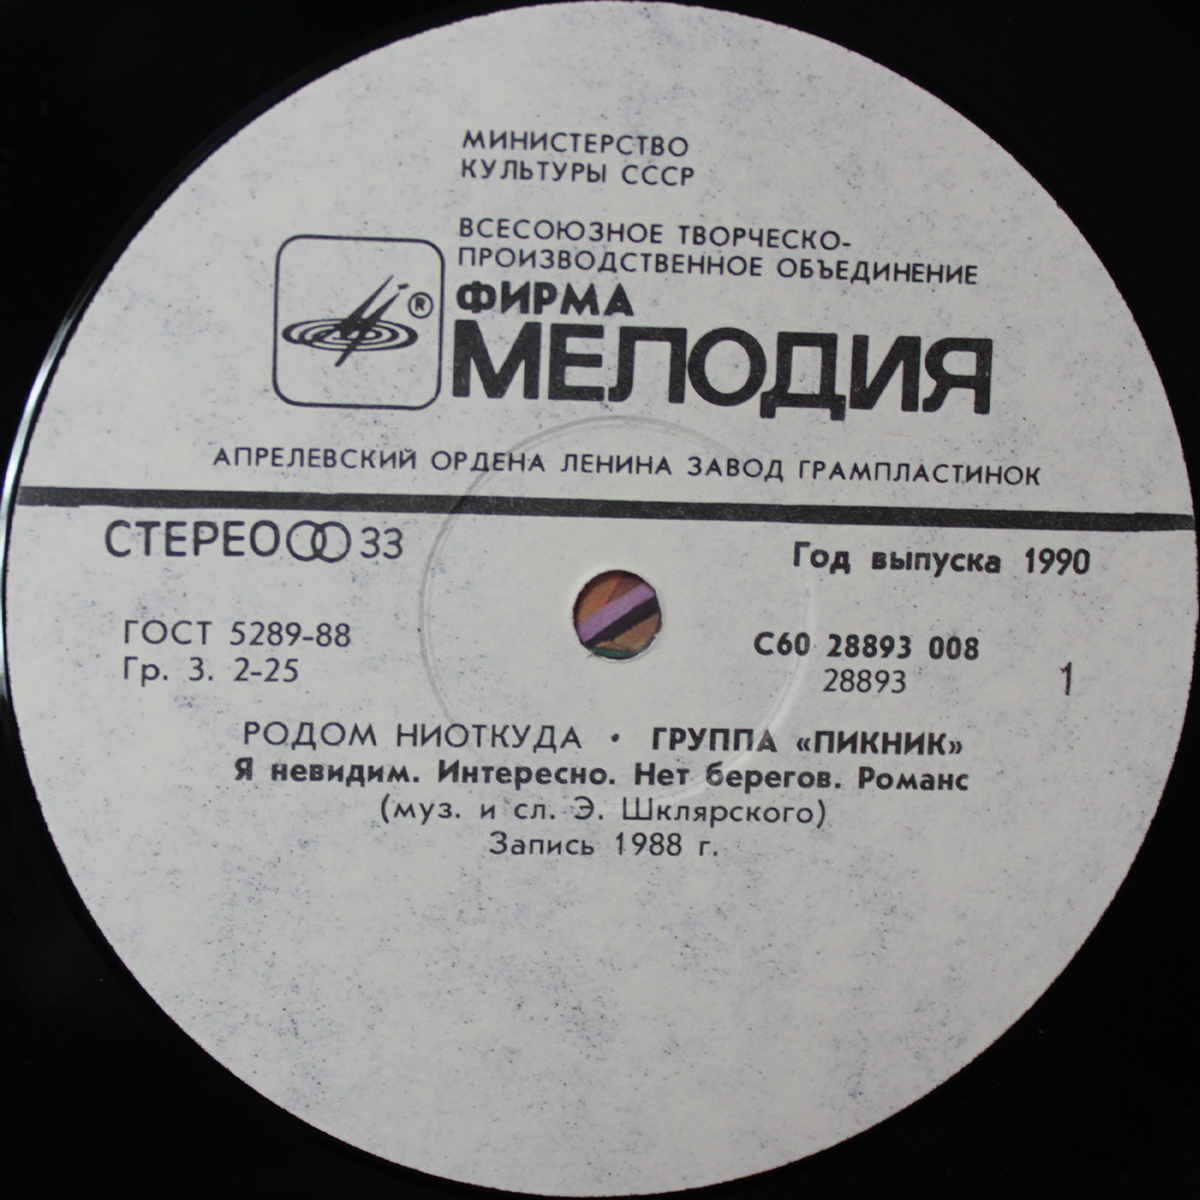 МИНИСТЕРСТВО
КУЛЬТУРЫ СССР
ВСЕСОЮЗНОЕ ТВОРЧЕСКО-
ПРОИЗВОДСТВЕННОЕ ОБЪЕДИНЕНИЕ
ФИРМА
®
МЕЛОДИЯ
АПРЕЛЕВСКИЙ ОРДЕНА ЛЕНИНА ЗАВОД ГРАМПЛАСТИНОК
СТЕРЕО 33
Год выпуска 1990
ГОСТ 5289-88
Гр. 3. 2-25
С60 28893 008
28893
1
РОДОМ НИОТКУДА · ГРУППА «ПИКНИК»
Я невидим. Интересно. Нет берегов. Романс
(муз. и сл. Э. Шклярского)
Запись 1988 г.